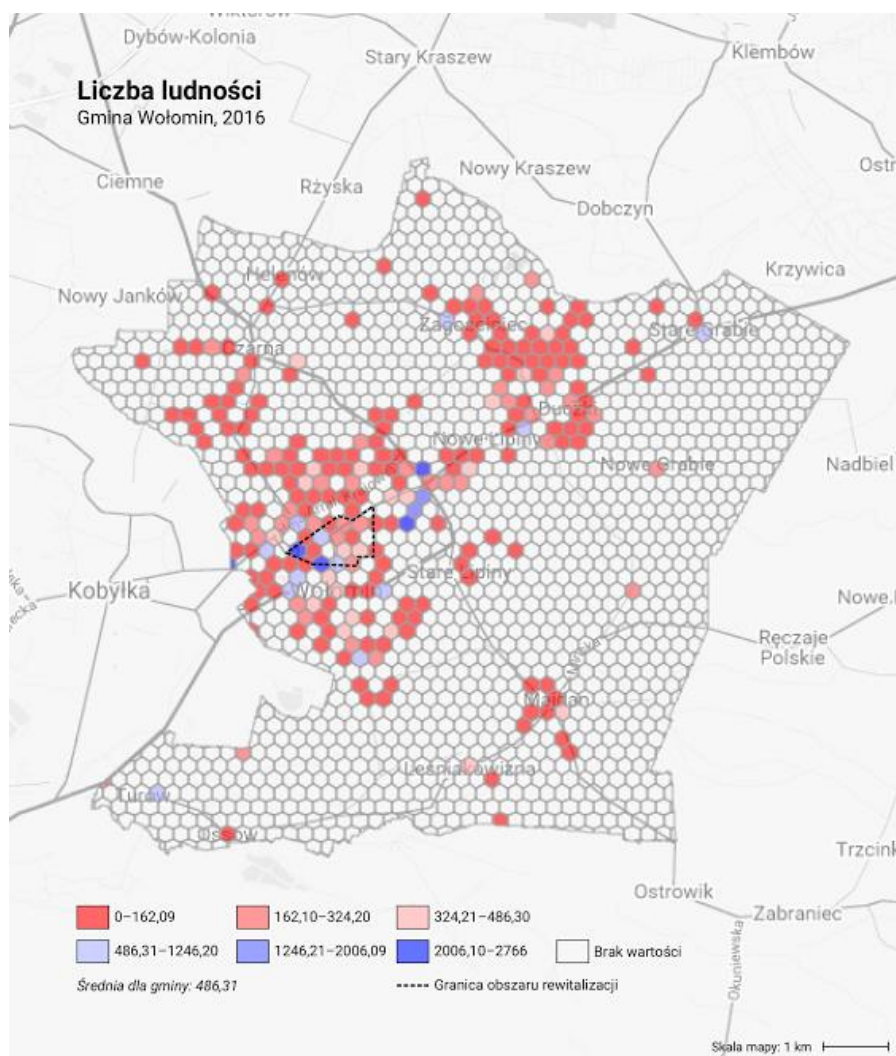 Dybów-Kolonia
Stary Kraszew
Klembów
Liczba ludności
Gmina Wołomin, 2016
Nowy Kraszew
Ciemne
Rżyska
Dobczyn
Krzywica
Helenów
Nowy Janków
Zagościniec
Stare Grabie
Czarna
Duczki
Nowe Lipiny
Nowe Grabie
Nadbiel
Kobyłka
Stare Lipiny
Wołomin
Ręczaje
Polskie
Majdan
Leśniakowizna
Turów
Ossów
Ostrowik
Zabraniec
Okuniewska
0–162,09
162,10–324,20
324,21–486,30
486,31–1246,20
1246,21–2006,09
2006,10–2766
Brak wartości
Średnia dla gminy: 486,31
Granica obszaru rewitalizacji
Skala mapy: 1 km